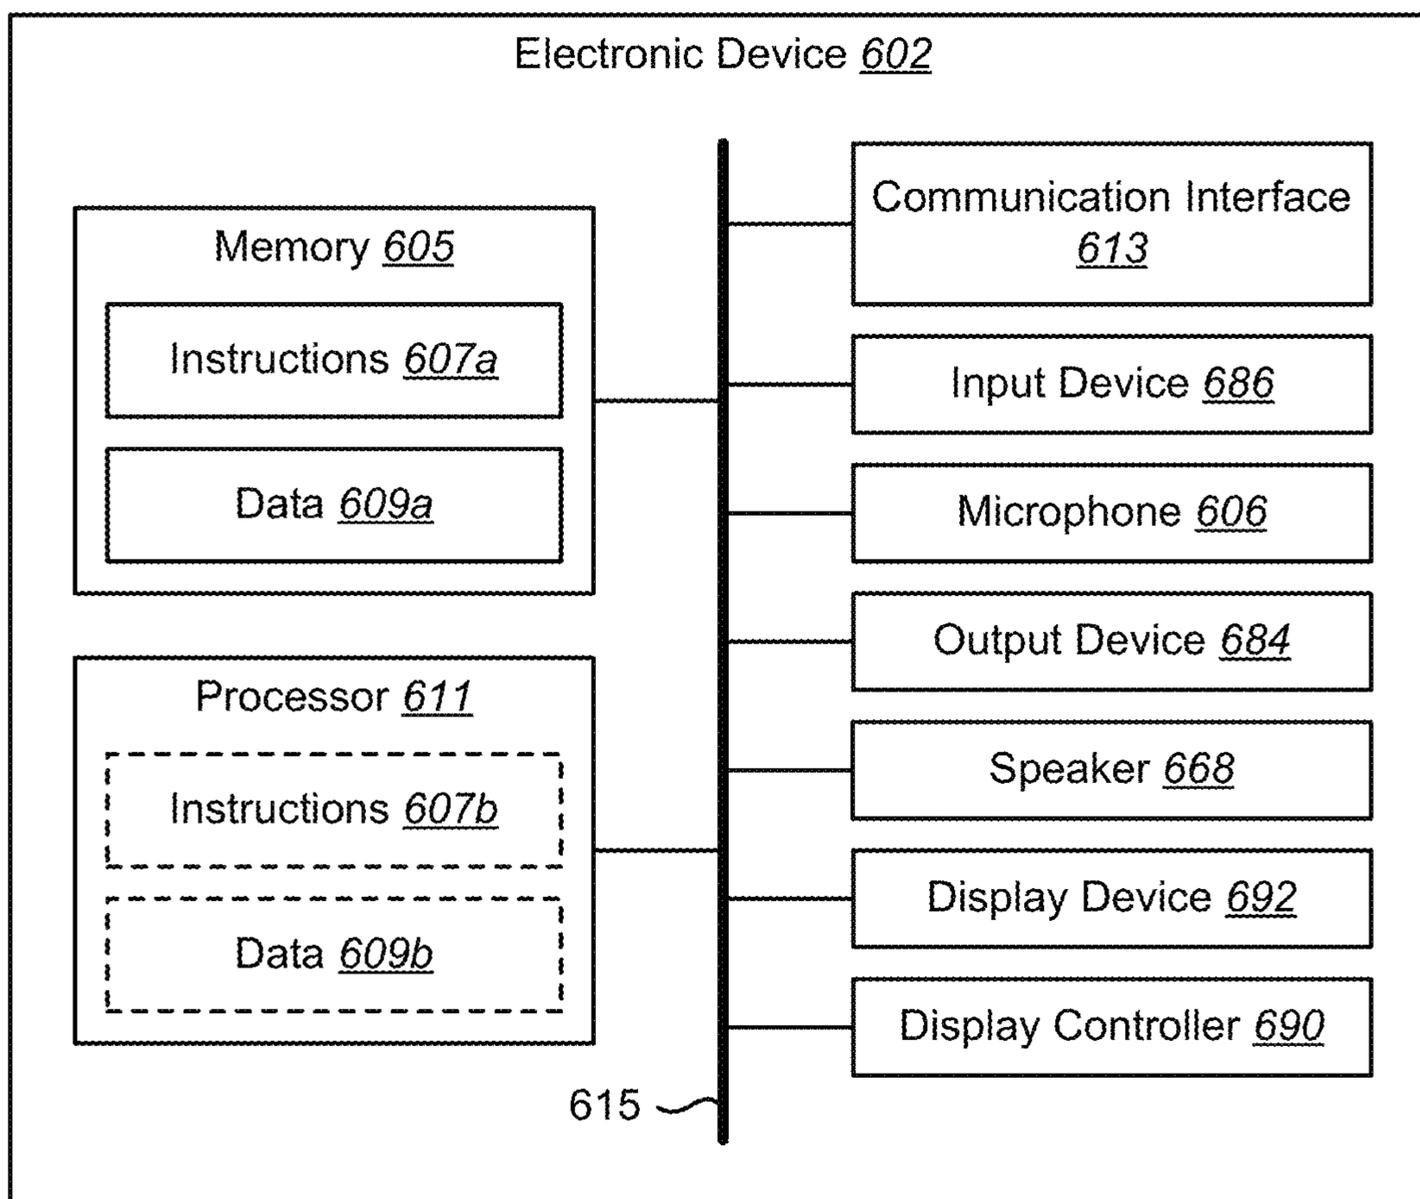 Electronic Device 602
Memory 605
Instructions 607a
Data 609a
Processor 611
Instructions 607b
Data 609b
615
Communication Interface
613
Input Device 686
Microphone 606
Output Device 684
Speaker 668
Display Device 692
Display Controller 690